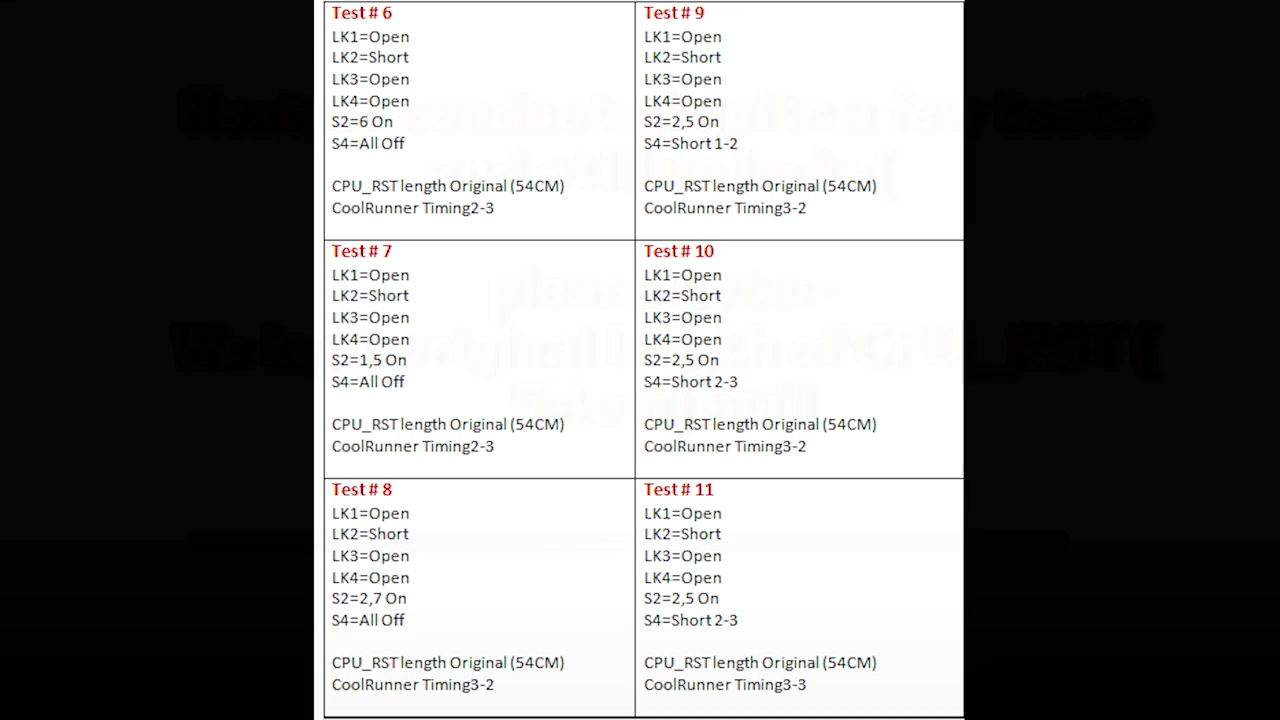 Test # 6
LK1=Open
LK2=Short
LK3=Open
LK4=Open
S2=6 On
S4=All Off
CPU_RST length Original (54CM)
CoolRunner Timing2-3
Test # 7
LK1=Open
LK2=Short
LK3=Open
LK4=Open
S2=1,5 On
S4=All Off
CPU_RST length Original (54CM)
CoolRunner Timing2-3
Test # 8
LK1=Open
LK2=Short
LK3=Open
LK4=Open
S2=2,7 On
S4=All Off
CPU_RST length Original (54CM)
CoolRunner Timing3-2
Test # 9
LK1=Open
LK2=Short
LK3=Open
LK4=Open
S2=2,5 On
S4=Short 1-2
CPU_RST length Original (54CM)
CoolRunner Timing3-2
Test # 10
LK1=Open
LK2=Short
LK3=Open
LK4=Open
S2=2,5 On
S4=Short 2-3
CPU_RST length Original (54CM)
CoolRunner Timing3-2
Test # 11
LK1=Open
LK2=Short
LK3=Open
LK4=Open
S2=2,5 On
S4=Short 2-3
CPU_RST length Original (54CM)
CoolRunner Timing3-3